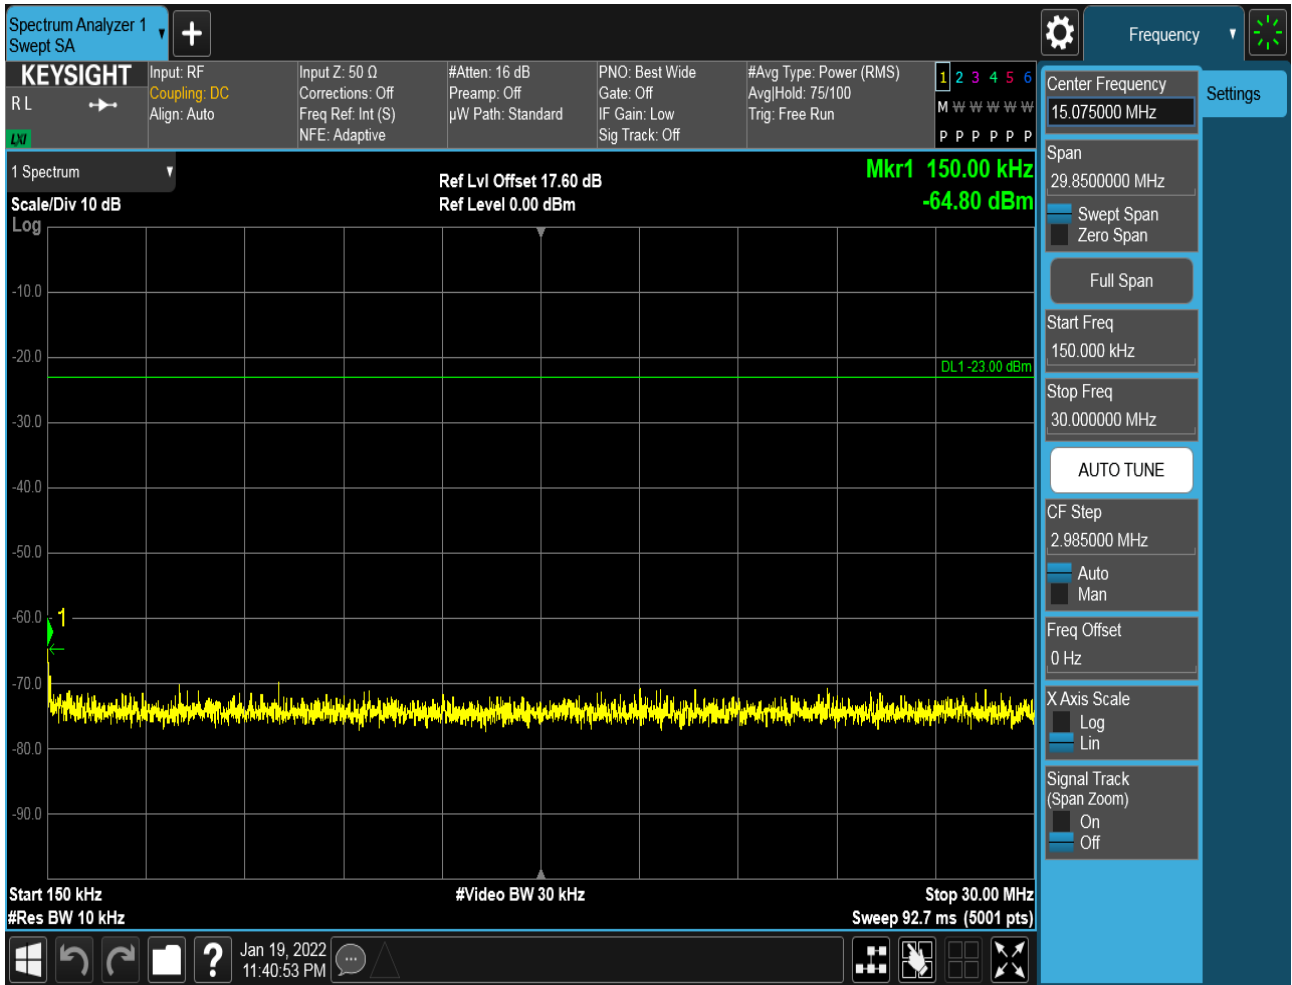 Spectrum Analyzer 1
Swept SA
Frequency
KEYSIGHT
R L
LXI
Input: RF
Coupling: DC
Align: Auto
Input Z: 50 Ω
Corrections: Off
Freq Ref: Int (S)
NFE: Adaptive
#Atten: 16 dB
Preamp: Off
µW Path: Standard
PNO: Best Wide
Gate: Off
IF Gain: Low
Sig Track: Off
#Avg Type: Power (RMS)
Avg|Hold: 75/100
Trig: Free Run
1 2 3 4 5 6
M W W W W W
P P P P P P
1 Spectrum
Scale/Div 10 dB
Log
Ref Lvl Offset 17.60 dB
Ref Level 0.00 dBm
Mkr1 150.00 kHz
-64.80 dBm
-10.0
-20.0
DL1 -23.00 dBm
-30.0
-40.0
-50.0
-60.0
1
-70.0
-80.0
-90.0
Start 150 kHz
#Res BW 10 kHz
#Video BW 30 kHz
Stop 30.00 MHz
Sweep 92.7 ms (5001 pts)
Jan 19, 2022
11:40:53 PM
Center Frequency
15.075000 MHz
Settings
Span
29.8500000 MHz
Swept Span
Zero Span
Full Span
Start Freq
150.000 kHz
Stop Freq
30.000000 MHz
AUTO TUNE
CF Step
2.985000 MHz
Auto
Man
Freq Offset
0 Hz
X Axis Scale
Log
Lin
Signal Track
(Span Zoom)
On
Off